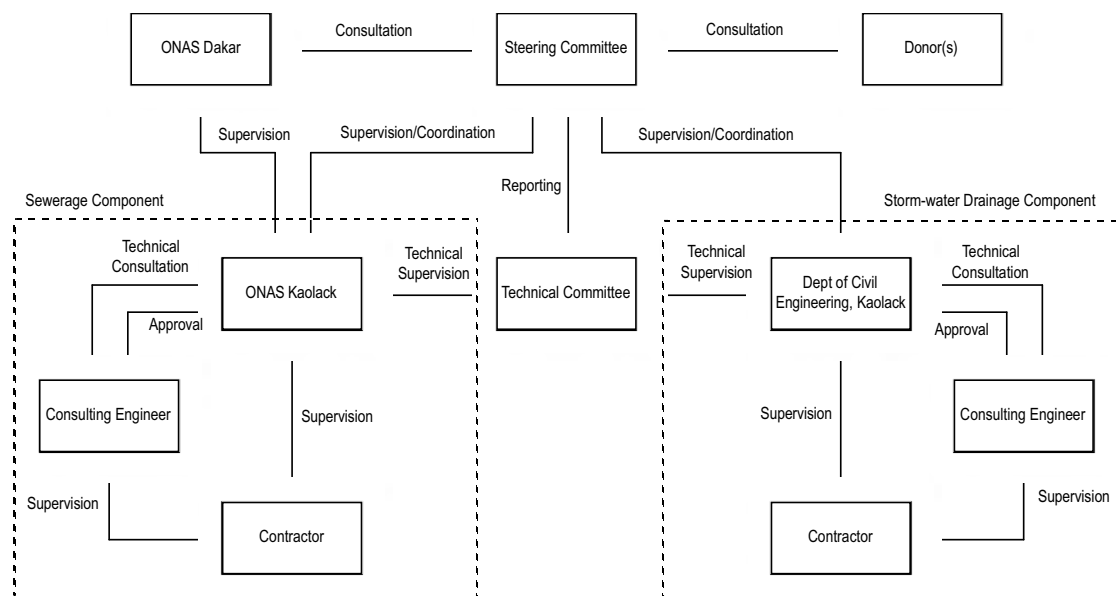 Consultation
Consultation
ONAS Dakar
Steering Committee
Donor(s)
Supervision
Supervision/Coordination
Supervision/Coordination
Reporting
Sewerage Component
Storm-water Drainage Component
Technical
Consultation
Technical
Supervision
Technical
Supervision
Technical
Consultation
ONAS Kaolack
Technical Committee
Dept of Civil
Engineering, Kaolack
Approval
Approval
Consulting Engineer
Supervision
Supervision
Consulting Engineer
Supervision
Supervision
Contractor
Contractor